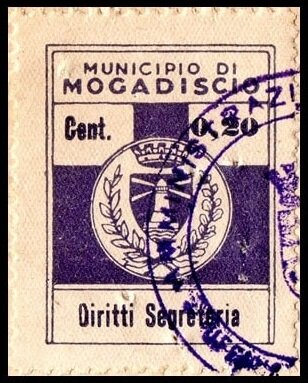 MUNICIPIO DI
MOGADISCIO
Cent. 0,20
Diritti Segreteria